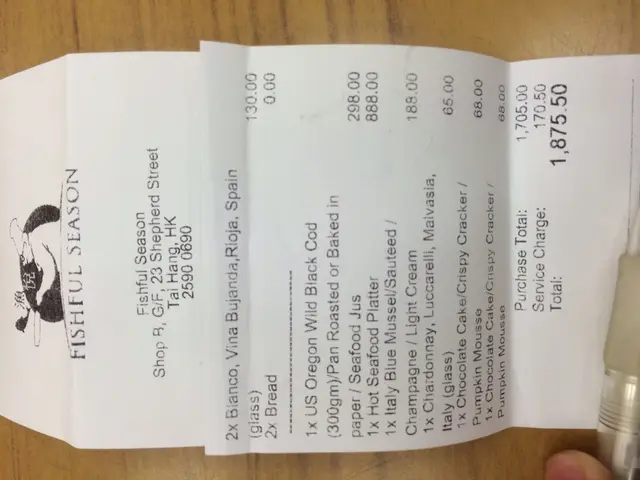 FISHFUL SEASON
Fishful Season
Shop B, G/F, 23 Shepherd Street
Tai Hang, HK
2590 0690
2x Bianco, Vina Bujanda,Rioja, Spain 130.00
(glass)
2x Bread 0.00
--------------------------------
1x US Oregon Wild Black Cod
(300gm)/Pan Roasted or Baked in
paper / Seafood Jus 298.00
1x Hot Seafood Platter 888.00
1x Italy Blue Mussel/Sauteed /
Champagne / Light Cream 188.00
1x Chardonnay, Luccarelli, Malvasia,
Italy (glass) 65.00
1x Chocolate Cake/Crispy Cracker /
Pumpkin Mousse 68.00
1x Chocolate Cake/Crispy Cracker /
Pumpkin Mousse 68.00
Purchase Total: 1,705.00
Service Charge: 170.50
Total: 1,875.50